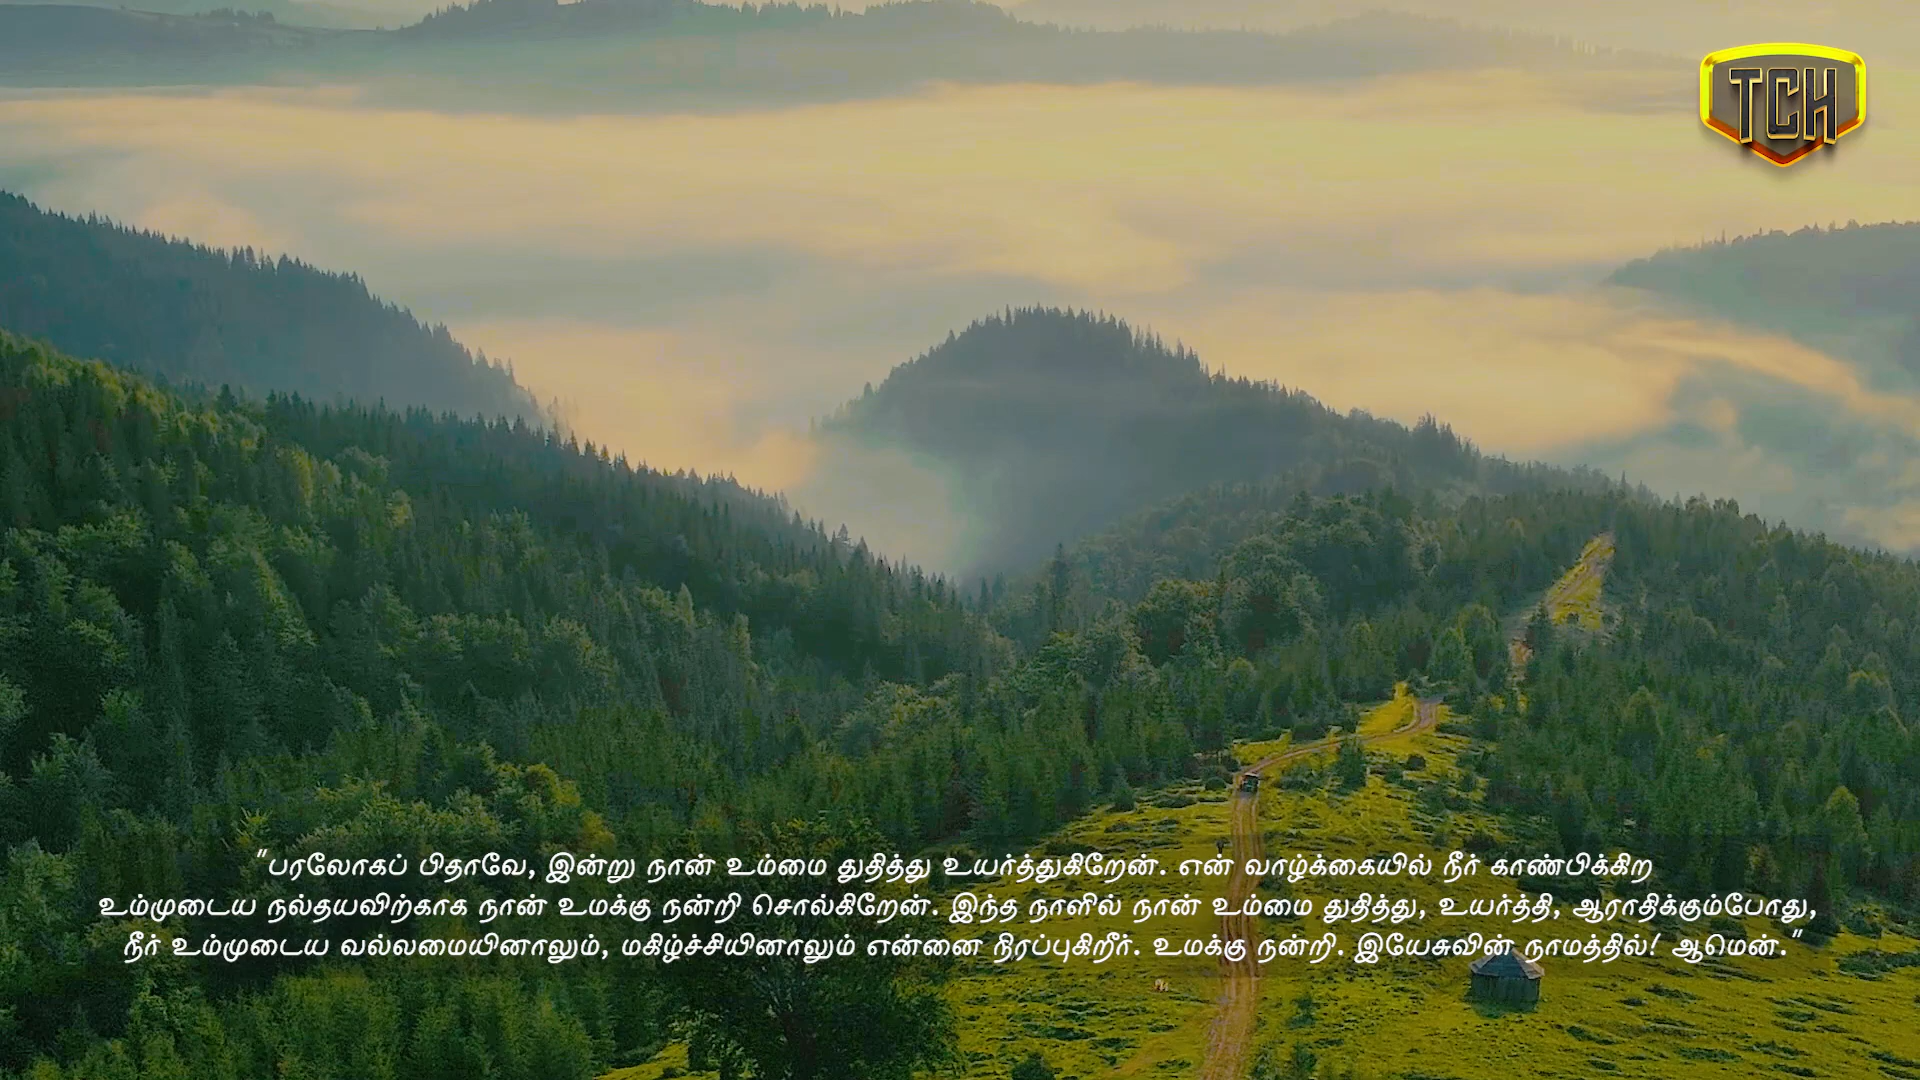 TCH
"பரலோகப் பிதாவே, இன்று நான் உம்மை துதித்து உயர்த்துகிறேன். என் வாழ்க்கையில் நீர் காண்பிக்கிற
உம்முடைய நல்தயவிற்காக நான் உமக்கு நன்றி சொல்கிறேன். இந்த நாளில் நான் உம்மை துதித்து, உயர்த்தி, ஆராதிக்கும்போது,
நீர் உம்முடைய வல்லமையினாலும், மகிழ்ச்சியினாலும் என்னை நிரப்புகிறீர். உமக்கு நன்றி. இயேசுவின் நாமத்தில்! ஆமென்."